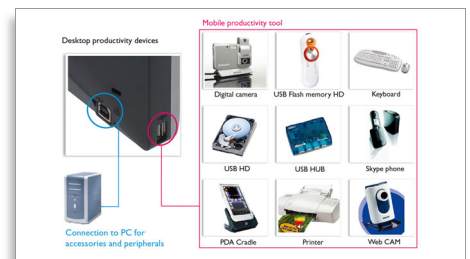 Mobile productivity tool
Desktop productivity devices
Digital camera
USB Flash memory HD
Keyboard
USB HD
USB HUB
Skype phone
PDA Cradle
Printer
Web CAM
Connection to PC for
accessories and peripherals